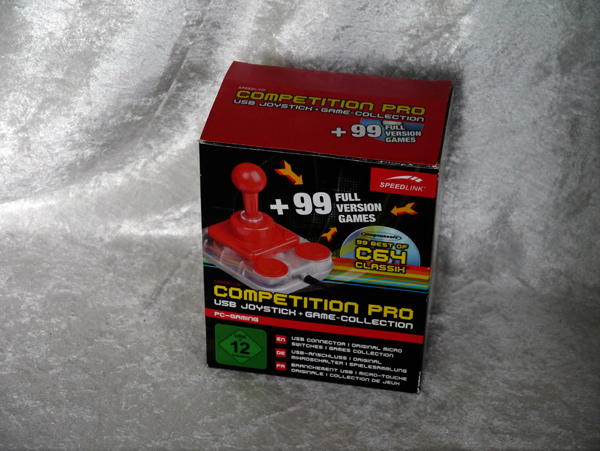 SPEEDLINK
COMPETITION PRO
USB JOYSTICK + GAME-COLLECTION
+ 99 FULL
VERSION
GAMES
SPEEDLINK
+ 99 FULL
VERSION
GAMES
99 BEST OF
C64
CLASSIX
COMPETITION PRO
USB JOYSTICK + GAME-COLLECTION
PC-GAMING
12
EN USB CONNECTOR | ORIGINAL MICRO
SWITCHES | GAMES COLLECTION
DE USB-ANSCHLUSS | ORIGINAL
MIKROSCHALTER | SPIELESAMMLUNG
FR BRANCHEMENT USB | MICRO-TOUCHE
ORIGINALE | COLLECTION DE JEUX